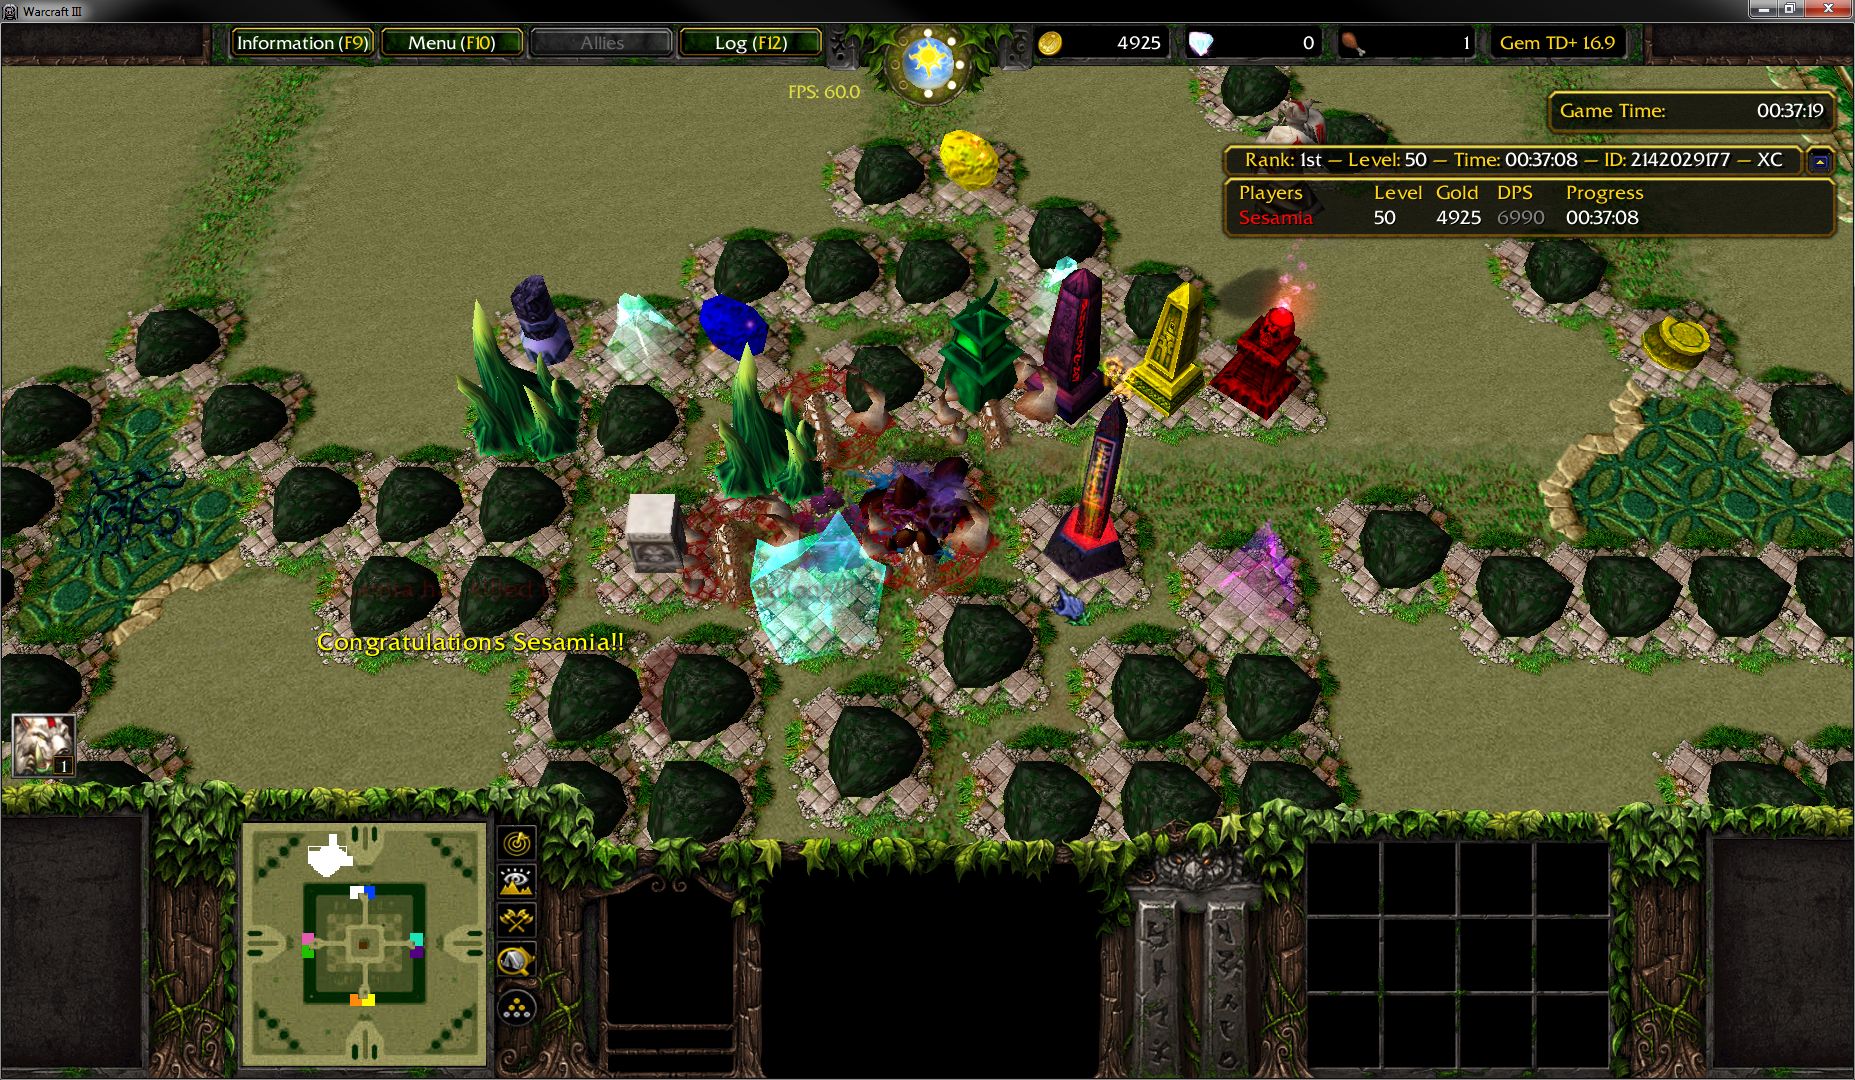 Warcraft III
Information (F9)
Menu (F10)
Allies
Log (F12)
4925
0
1
Gem TD+ 1.6.9
FPS: 60.0
Game Time: 00:37:19
Rank: 1st — Level: 50 — Time: 00:37:08 — ID: 2142029177 — XC
Players Level Gold DPS Progress
Sesamia 50 4925 6990 00:37:08
Congratulations Sesamia!!
1